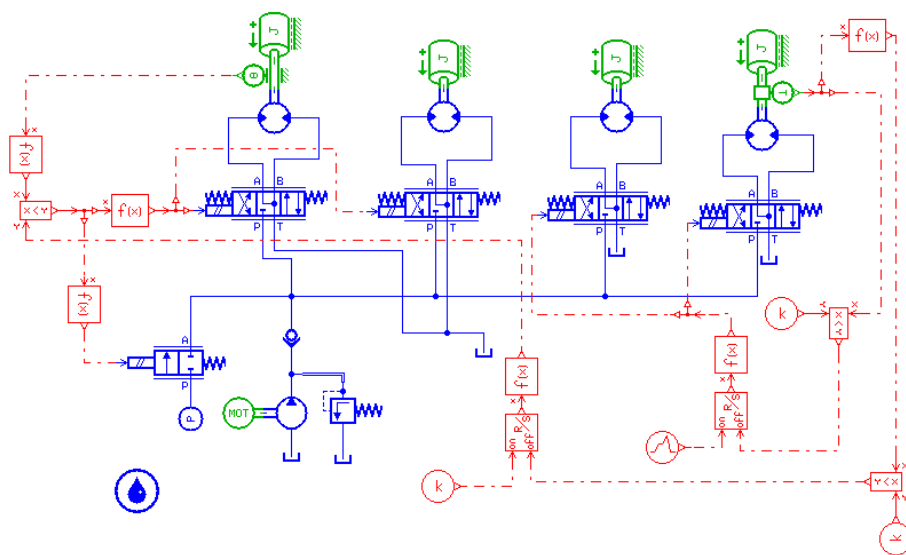 J
J
J
J
f(x)
x
+
+
+
+
θ
T
x
f(x)
A B
A B
A B
A B
x
X<Y
Y
x
f(x)
P T
P T
P T
P T
x
f(x)
k
Y
X
X<Y
A
P
P
MOT
f(x)
x
f(x)
x
R/S
on
off
R/S
on
off
k
X
Y<X
Y
k